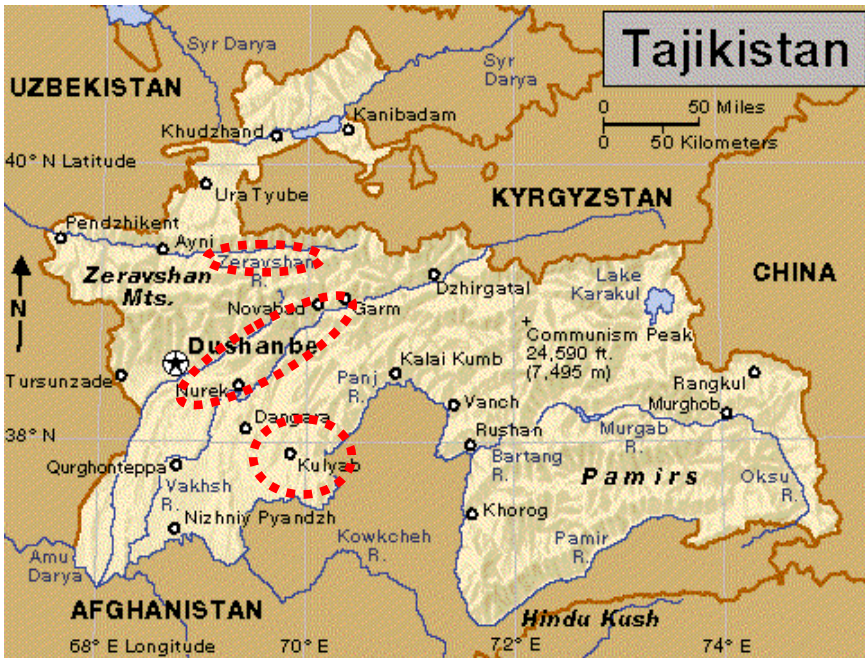 Tajikistan
Syr Darya
Syr
Darya
UZBEKISTAN
0 50 Miles
0 50 Kilometers
Kanibadam
Khudzhand
40° N Latitude
Ura Tyube
KYRGYZSTAN
Pendzhikent
Ayni
Zeravshan
R.
Zeravshan
Mts.
Dzhirgatal
Lake
Karakul
CHINA
N
Novabad
Garm
Communism Peak
24,590 ft.
(7,495 m)
Dushanbe
Kalai Kumb
Tursunzade
Nurek
Panj
R.
Rangkul
Murghob
Vanch
Dangara
38° N
Rushan
Murgab
R.
Kulyab
Bartang
R.
Qurghonteppa
Pamirs
Oksu
R.
Vakhsh
R.
Khorog
Nizhniy Pyandzh
Kowkcheh
R.
Pamir
R.
Amu
Darya
AFGHANISTAN
Hindu Kush
68° E Longitude
70° E
72° E
74° E